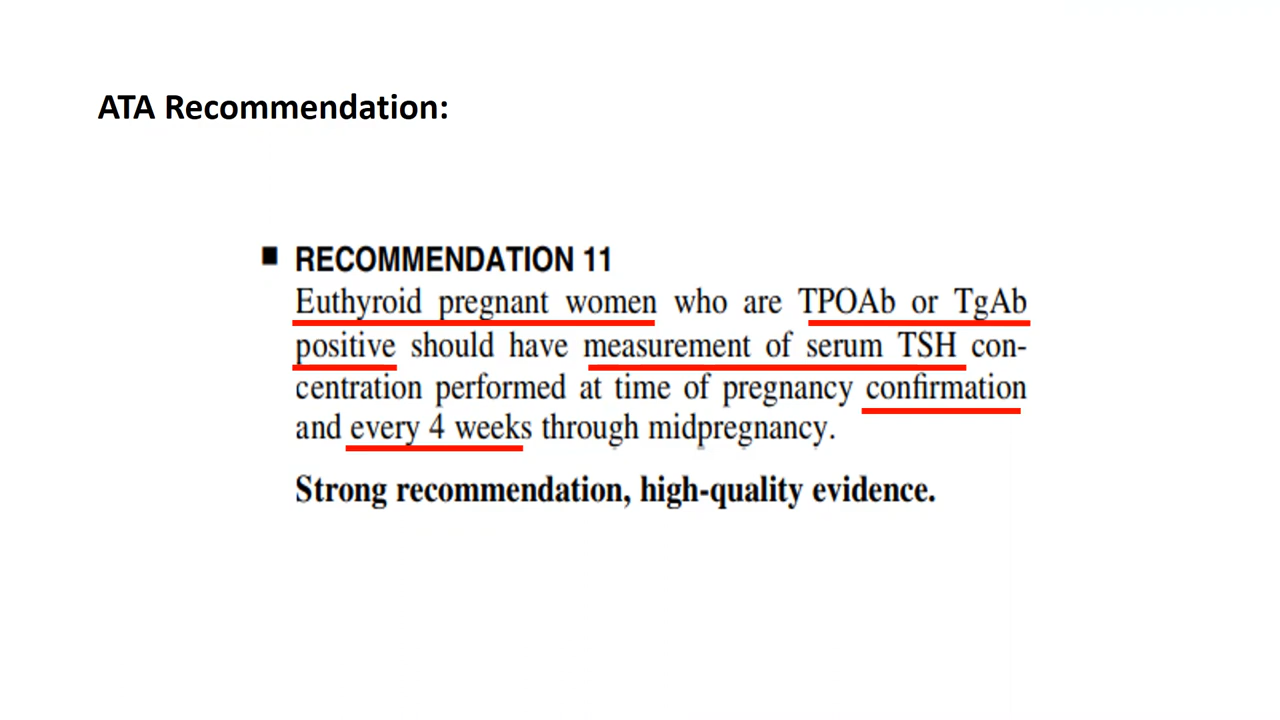 ATA Recommendation:
■ RECOMMENDATION 11
Euthyroid pregnant women who are TPOAb or TgAb
positive should have measurement of serum TSH con-
centration performed at time of pregnancy confirmation
and every 4 weeks through midpregnancy.
Strong recommendation, high-quality evidence.